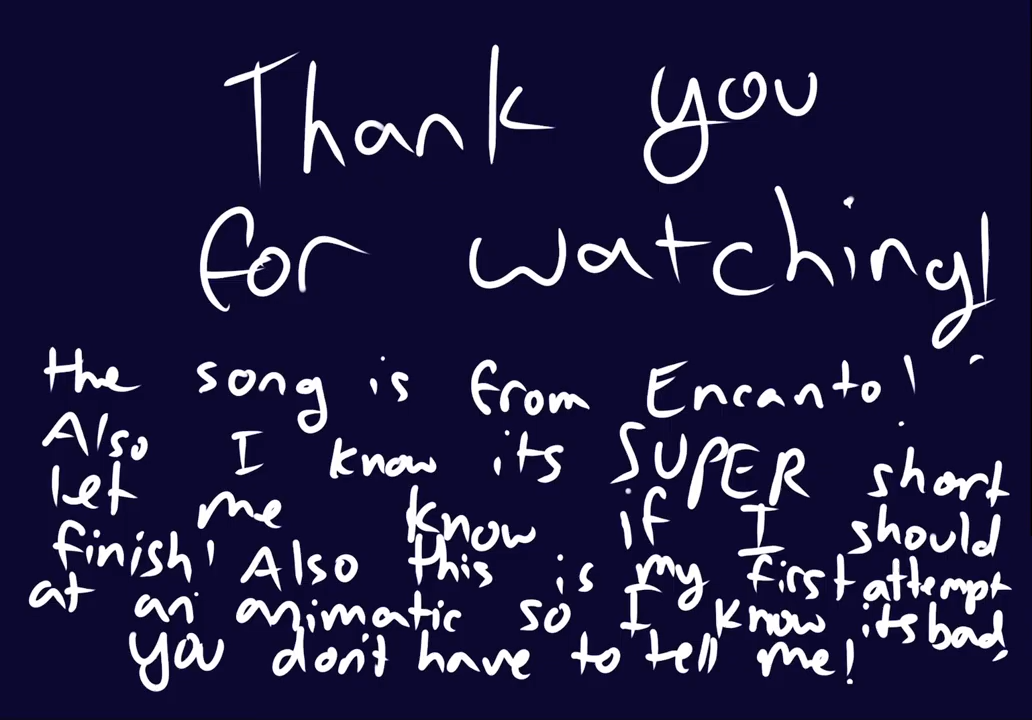 Thank you
for watching!
the song is from Encanto!
Also I know its SUPER short
let me know if I should
finish! Also this is my first attempt
at an animatic so I know its bad,
you don't have to tell me!